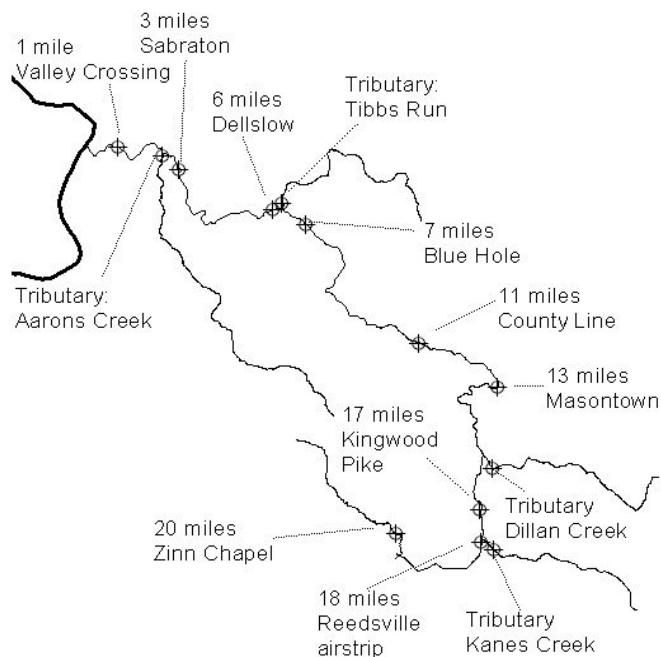 3 miles
Sabraton
1 mile
Valley Crossing
6 miles
Dellslow
Tributary:
Tibbs Run
7 miles
Blue Hole
Tributary:
Aarons Creek
11 miles
County Line
13 miles
Masontown
17 miles
Kingwood
Pike
Tributary
Dillan Creek
20 miles
Zinn Chapel
18 miles
Reedsville
airstrip
Tributary
Kanes Creek